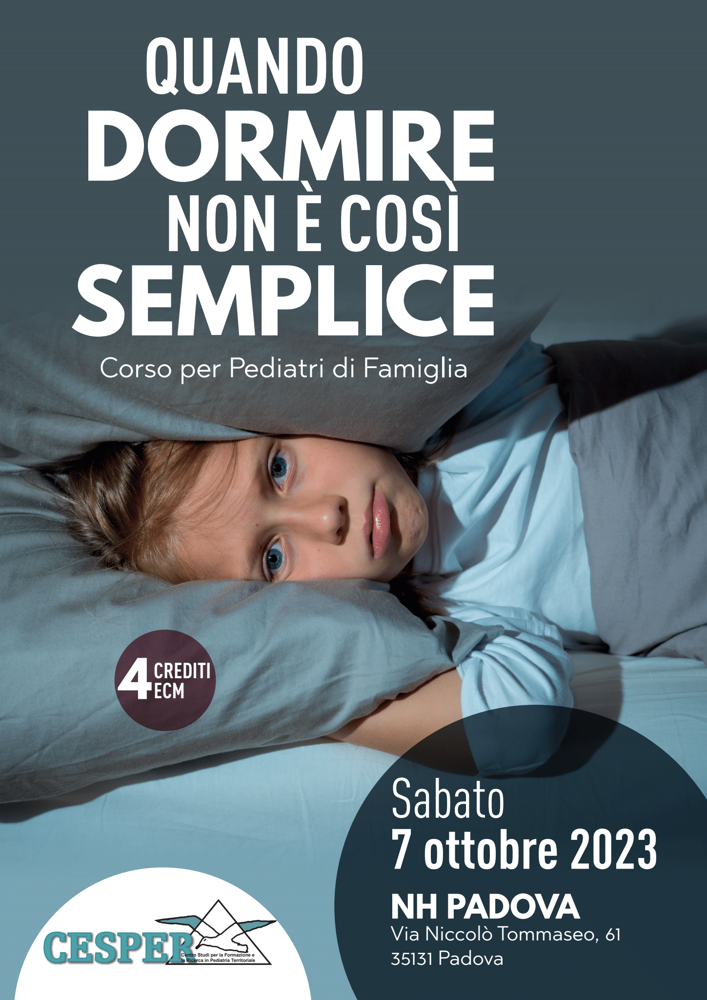 QUANDO
DORMIRE
NON È COSÌ
SEMPLICE
Corso per Pediatri di Famiglia
4 CREDITI
ECM
Sabato
7 ottobre 2023
NH PADOVA
Via Niccolò Tommaseo, 61
35131 Padova
CESPER
Centro Studi per la Formazione e
la Ricerca in Pediatria Territoriale